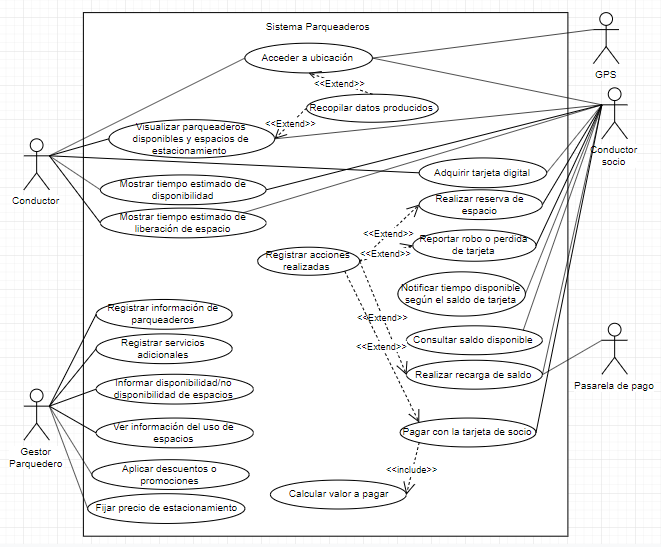 Sistema Parqueaderos
Acceder a ubicación
GPS
<<Extend>>
Recopilar datos producidos
<<Extend>>
Visualizar parqueaderos
disponibles y espacios de
estacionamiento
Conductor
socio
Adquirir tarjeta digital
Conductor
Mostrar tiempo estimado de
disponibilidad
Realizar reserva de
espacio
Mostrar tiempo estimado de
liberación de espacio
<<Extend>>
Reportar robo o perdida
de tarjeta
<<Extend>>
Registrar acciones
realizadas
Notificar tiempo disponible
según el saldo de tarjeta
Registrar información de
parqueaderos
<<Extend>>
Consultar saldo disponible
Registrar servicios
adicionales
<<Extend>>
Realizar recarga de saldo
Pasarela de pago
Informar disponibilidad/no
disponibilidad de espacios
Ver información del uso de
espacios
Pagar con la tarjeta de socio
Gestor
Parquedero
Aplicar descuentos o
promociones
<<include>>
Calcular valor a pagar
Fijar precio de estacionamiento